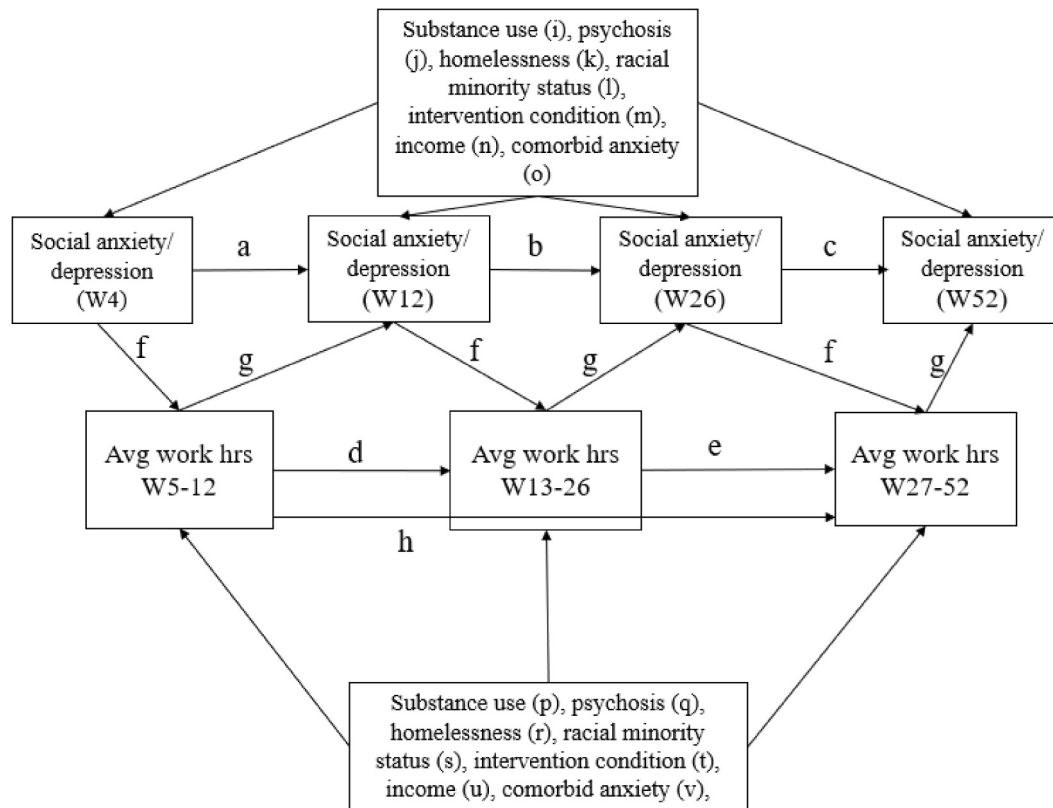 Substance use (i), psychosis
(j), homelessness (k), racial
minority status (l),
intervention condition (m),
income (n), comorbid anxiety
(o)
Social anxiety/
depression
(W4)
a
Social anxiety/
depression
(W12)
b
Social anxiety/
depression
(W26)
c
Social anxiety/
depression
(W52)
f
g
f
g
f
g
Avg work hrs
W5-12
d
Avg work hrs
W13-26
e
Avg work hrs
W27-52
h
Substance use (p), psychosis (q),
homelessness (r), racial minority
status (s), intervention condition (t),
income (u), comorbid anxiety (v),